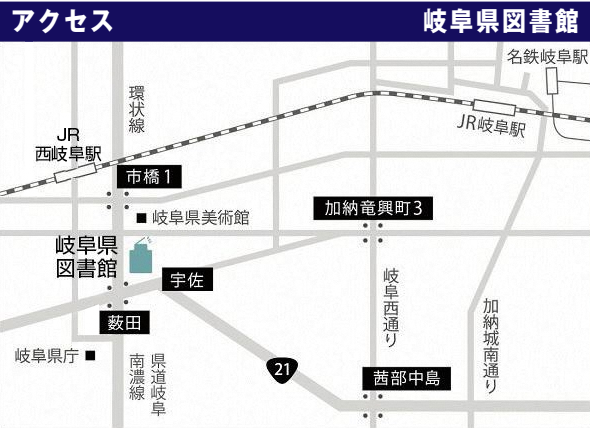 アクセス
岐阜県図書館
名鉄岐阜駅
環状線
JR岐阜駅
JR
西岐阜駅
市橋1
岐阜県美術館
加納竜興町3
岐阜県
図書館
宇佐
岐阜西通り
加納城南通り
薮田
岐阜県庁
県道岐阜
南濃線
21
茜部中島